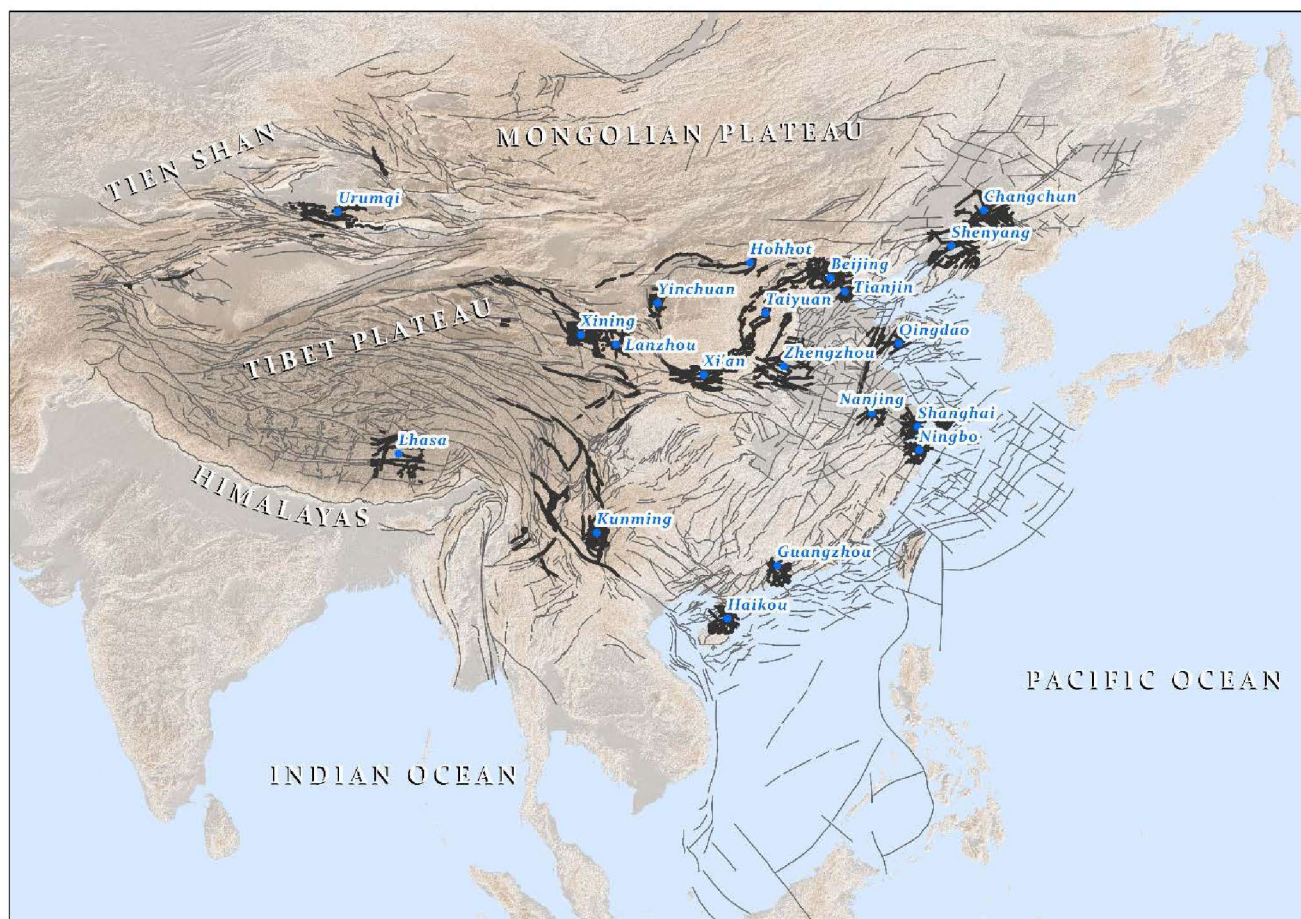 MONGOLIAN PLATEAU
TIEN SHAN
Urumqi
Changchun
Shenyang
Hohhot
Beijing
Tianjin
Yinchuan
Taiyuan
TIBET PLATEAU
Xining
Lanzhou
Qingdao
Xi'an
Zhengzhou
Nanjing
Shanghai
Ningbo
Lhasa
HIMALAYAS
Kunming
Guangzhou
Haikou
PACIFIC OCEAN
INDIAN OCEAN